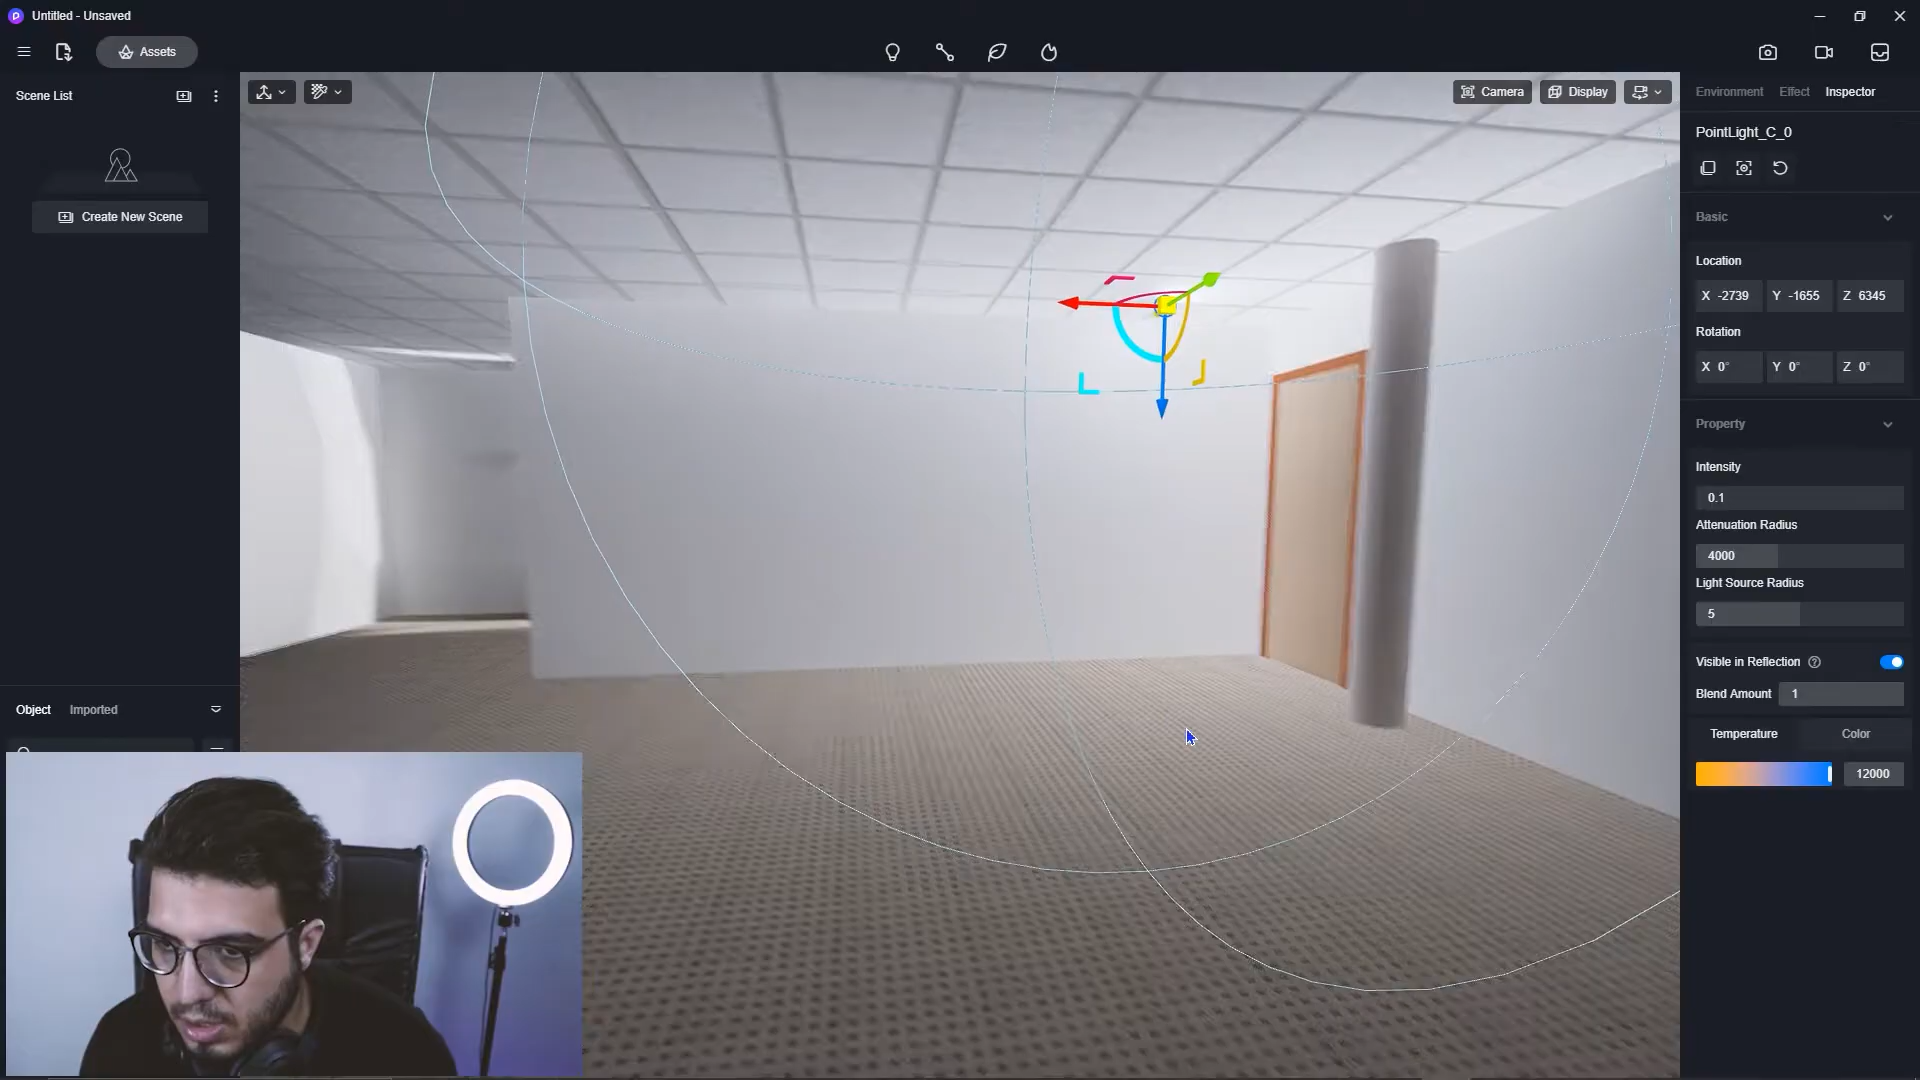 Untitled - Unsaved
Assets
Scene List
Create New Scene
Object
Imported
Camera
Display
Environment
Effect
Inspector
PointLight_C_0
Basic
Location
X -2739
Y -1655
Z 6345
Rotation
X 0°
Y 0°
Z 0°
Property
Intensity
0.1
Attenuation Radius
4000
Light Source Radius
5
Visible in Reflection
Blend Amount
1
Temperature
Color
12000